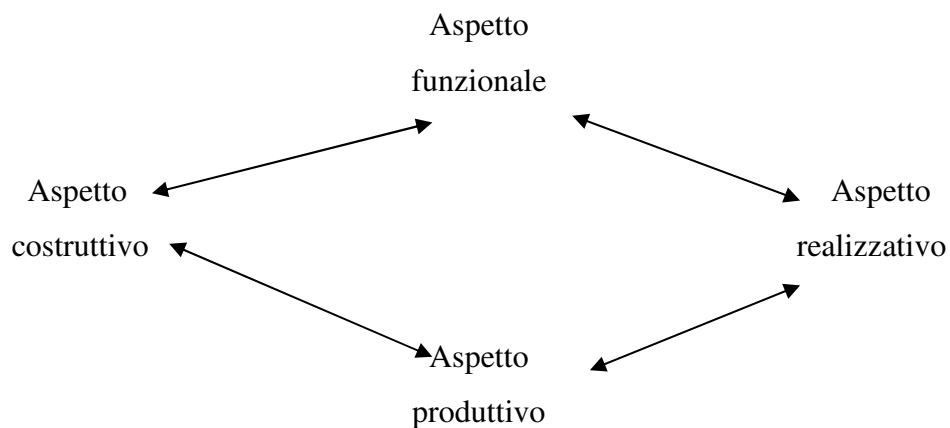 Aspetto
funzionale
Aspetto
costruttivo
Aspetto
realizzativo
Aspetto
produttivo